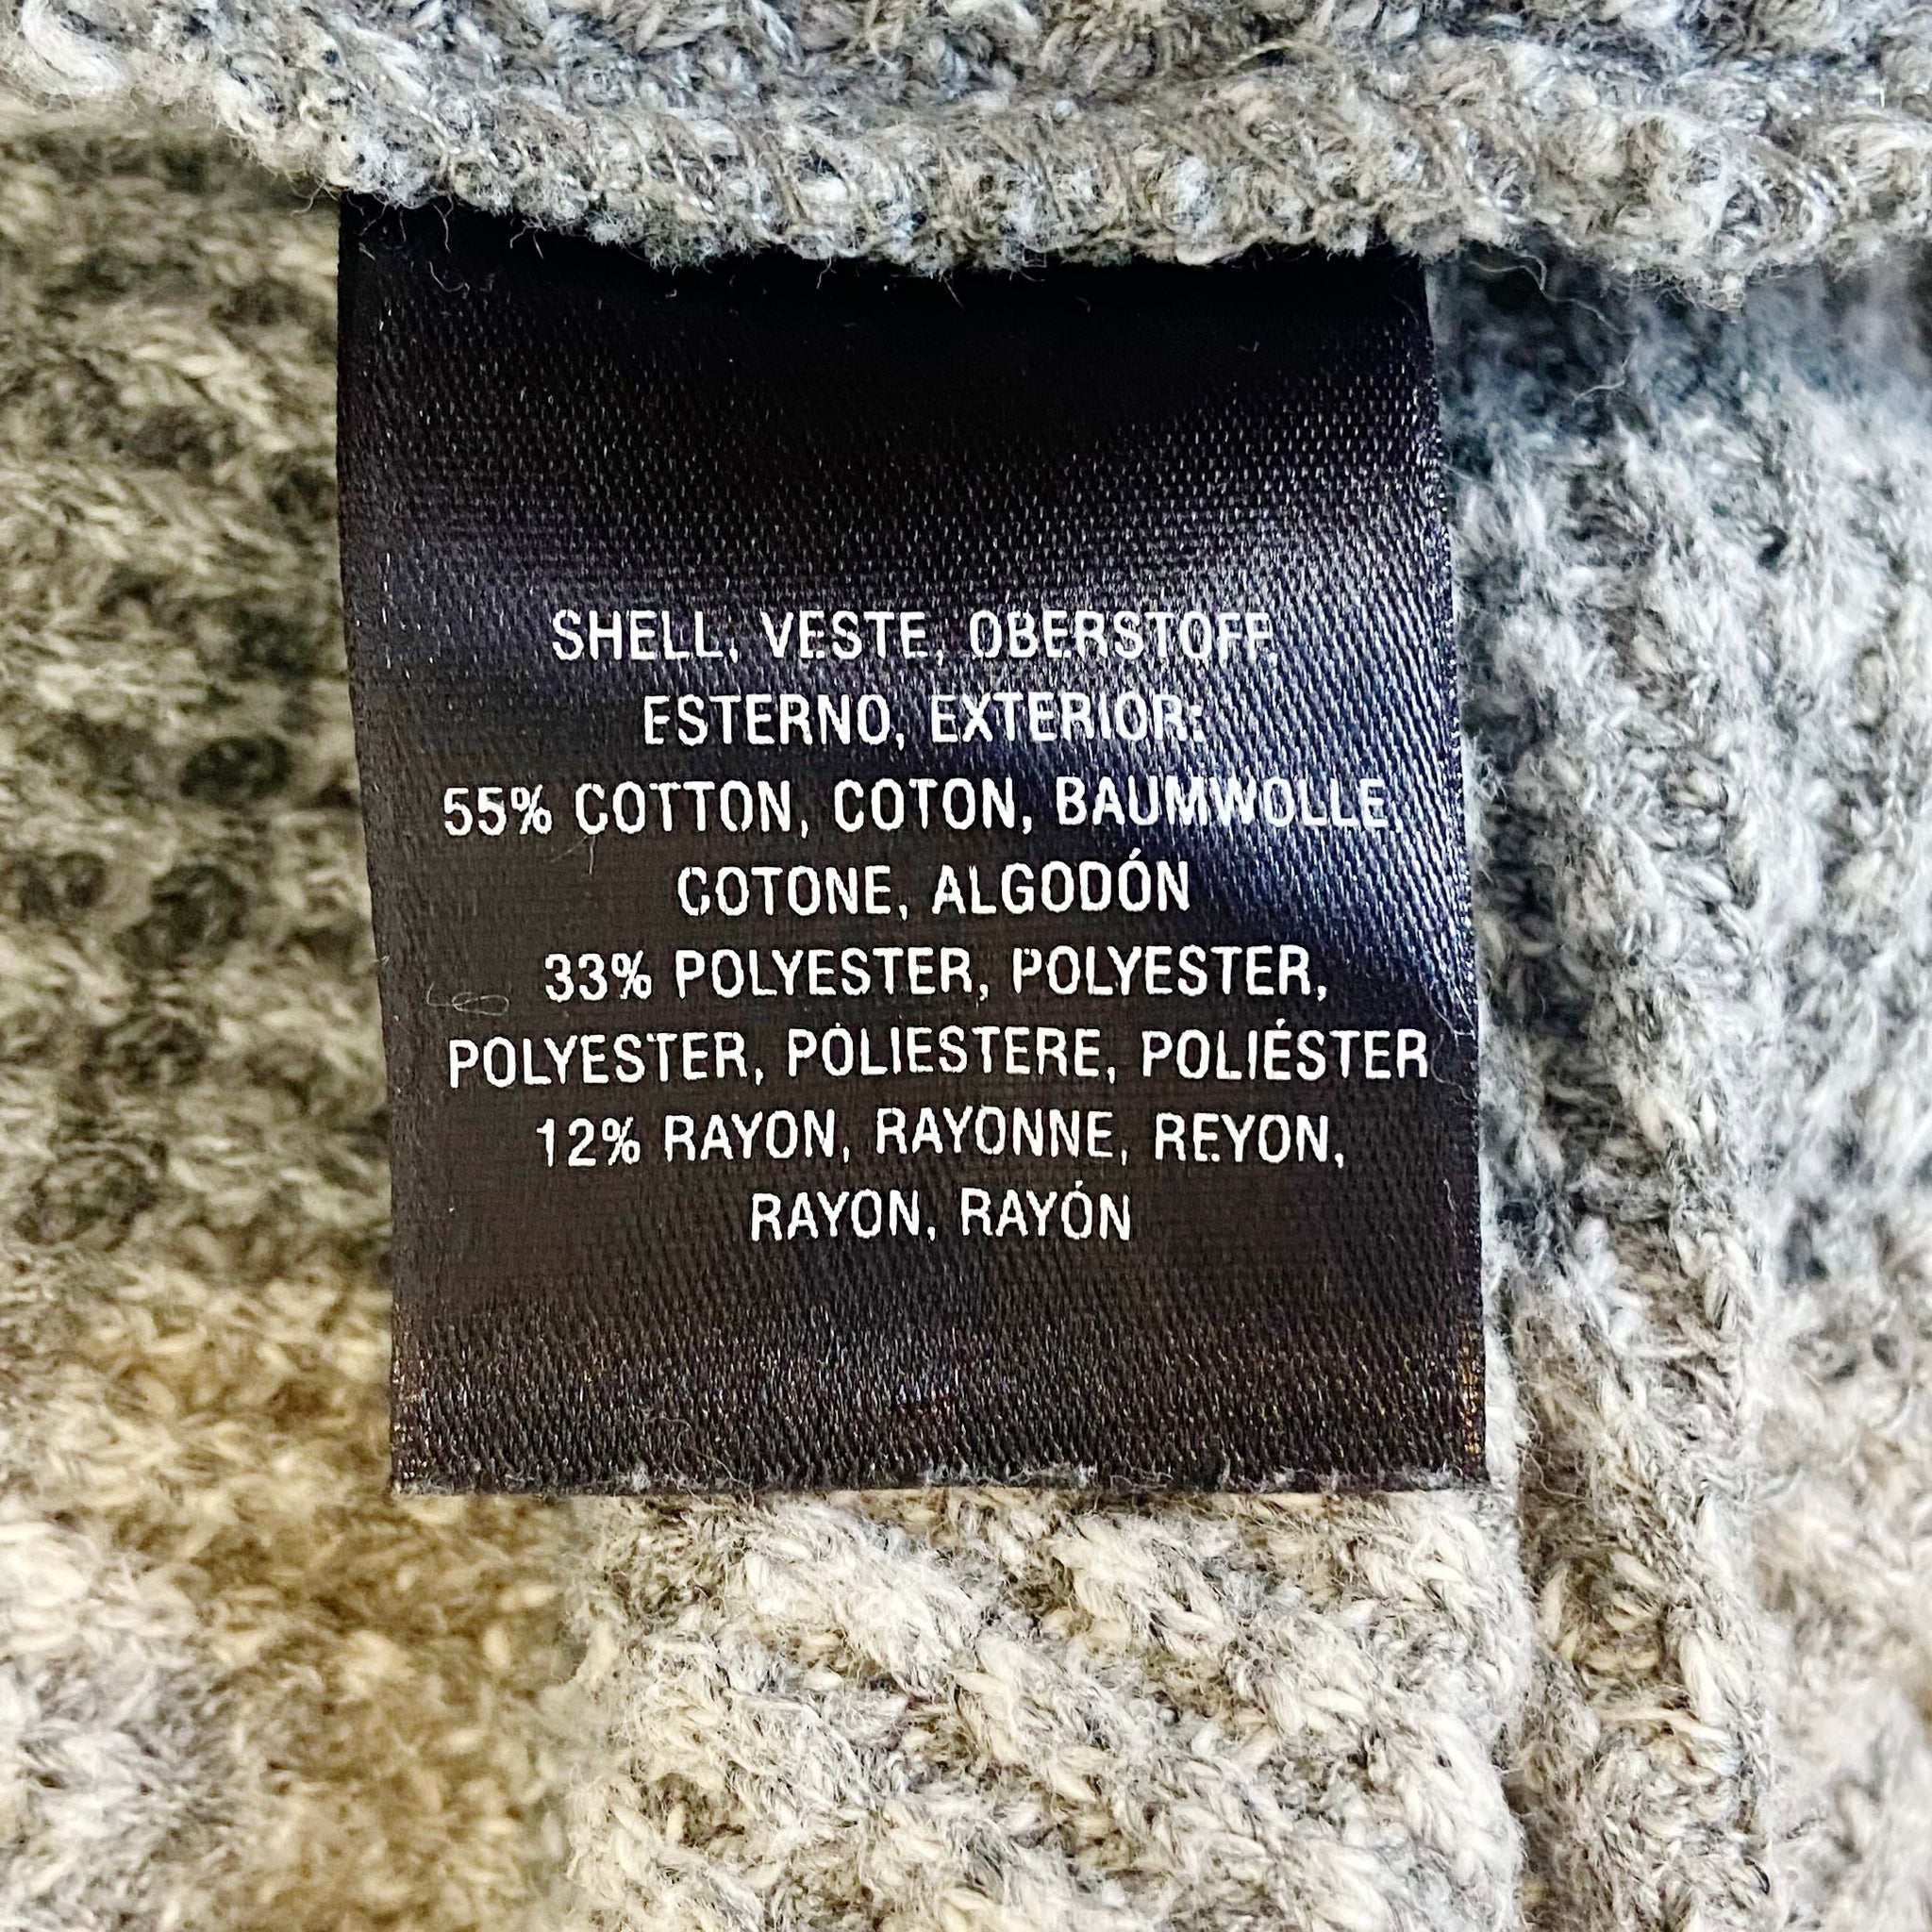 SHELL, VESTE, OBERSTOFF,
ESTERNO, EXTERIOR:
55% COTTON, COTON, BAUMWOLLE,
COTONE, ALGODÓN
33% POLYESTER, POLYESTER,
POLYESTER, POLIESTERE, POLIÉSTER
12% RAYON, RAYONNE, REYON,
RAYON, RAYÓN